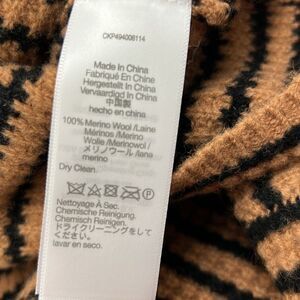 CKP494006114
Made In China
Fabriqué En China
Hergestellt In China
Vervaardigd In China
中国製
hecho en china
100% Merino Wool /Laine
Mérinos /Merino
Wolle /Merinowol /
メリノウール /lana
merino
Dry Clean.
P
Nettoyage À Sec.
Chemische Reinigung.
Chemisch Reinigen.
ドライクリーニングをしてく
ださい。
lavar en seco.